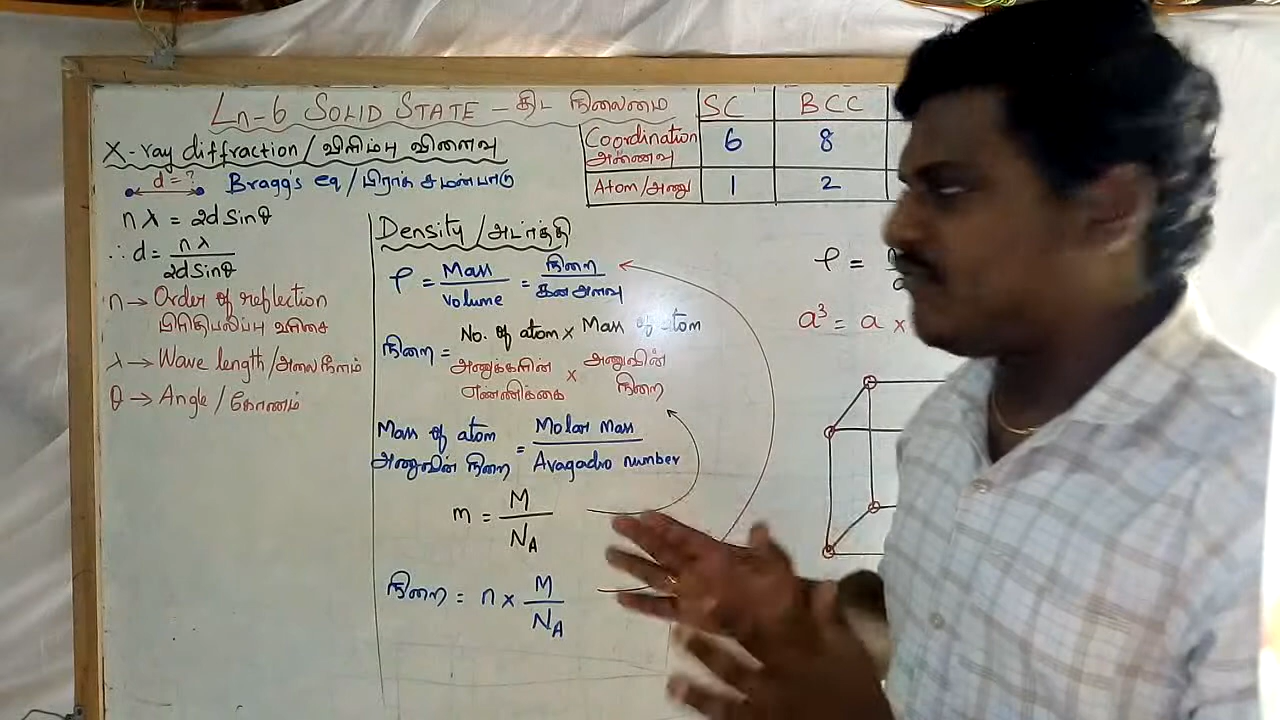 Ln-6 SOLID STATE – திட நிலைமை
SC BCC
Coordination 6 8
Atom/அணு 1 2
X-ray diffraction / விளிம்பு விளைவு
d = ?
Bragg's eq / பிராக் சமன்பாடு
nλ = 2d Sinθ
∴ d = nλ / 2d Sinθ
n → Order of reflection
பிரதிபலிப்பு வரிசை
λ → Wave length/அலைநீளம்
θ → Angle / கோணம்
Density / அடர்த்தி
ρ = Mass / Volume = நிறை / கனஅளவு
No. of atom × Mass of atom
நிறை = அணுக்களின் எண்ணிக்கை × அணுவின் நிறை
Mass of atom
அணுவின் நிறை = Molar mass / Avagadro number
m = M / N_A
நிறை = n × M / N_A
ρ =
a³ = a ×